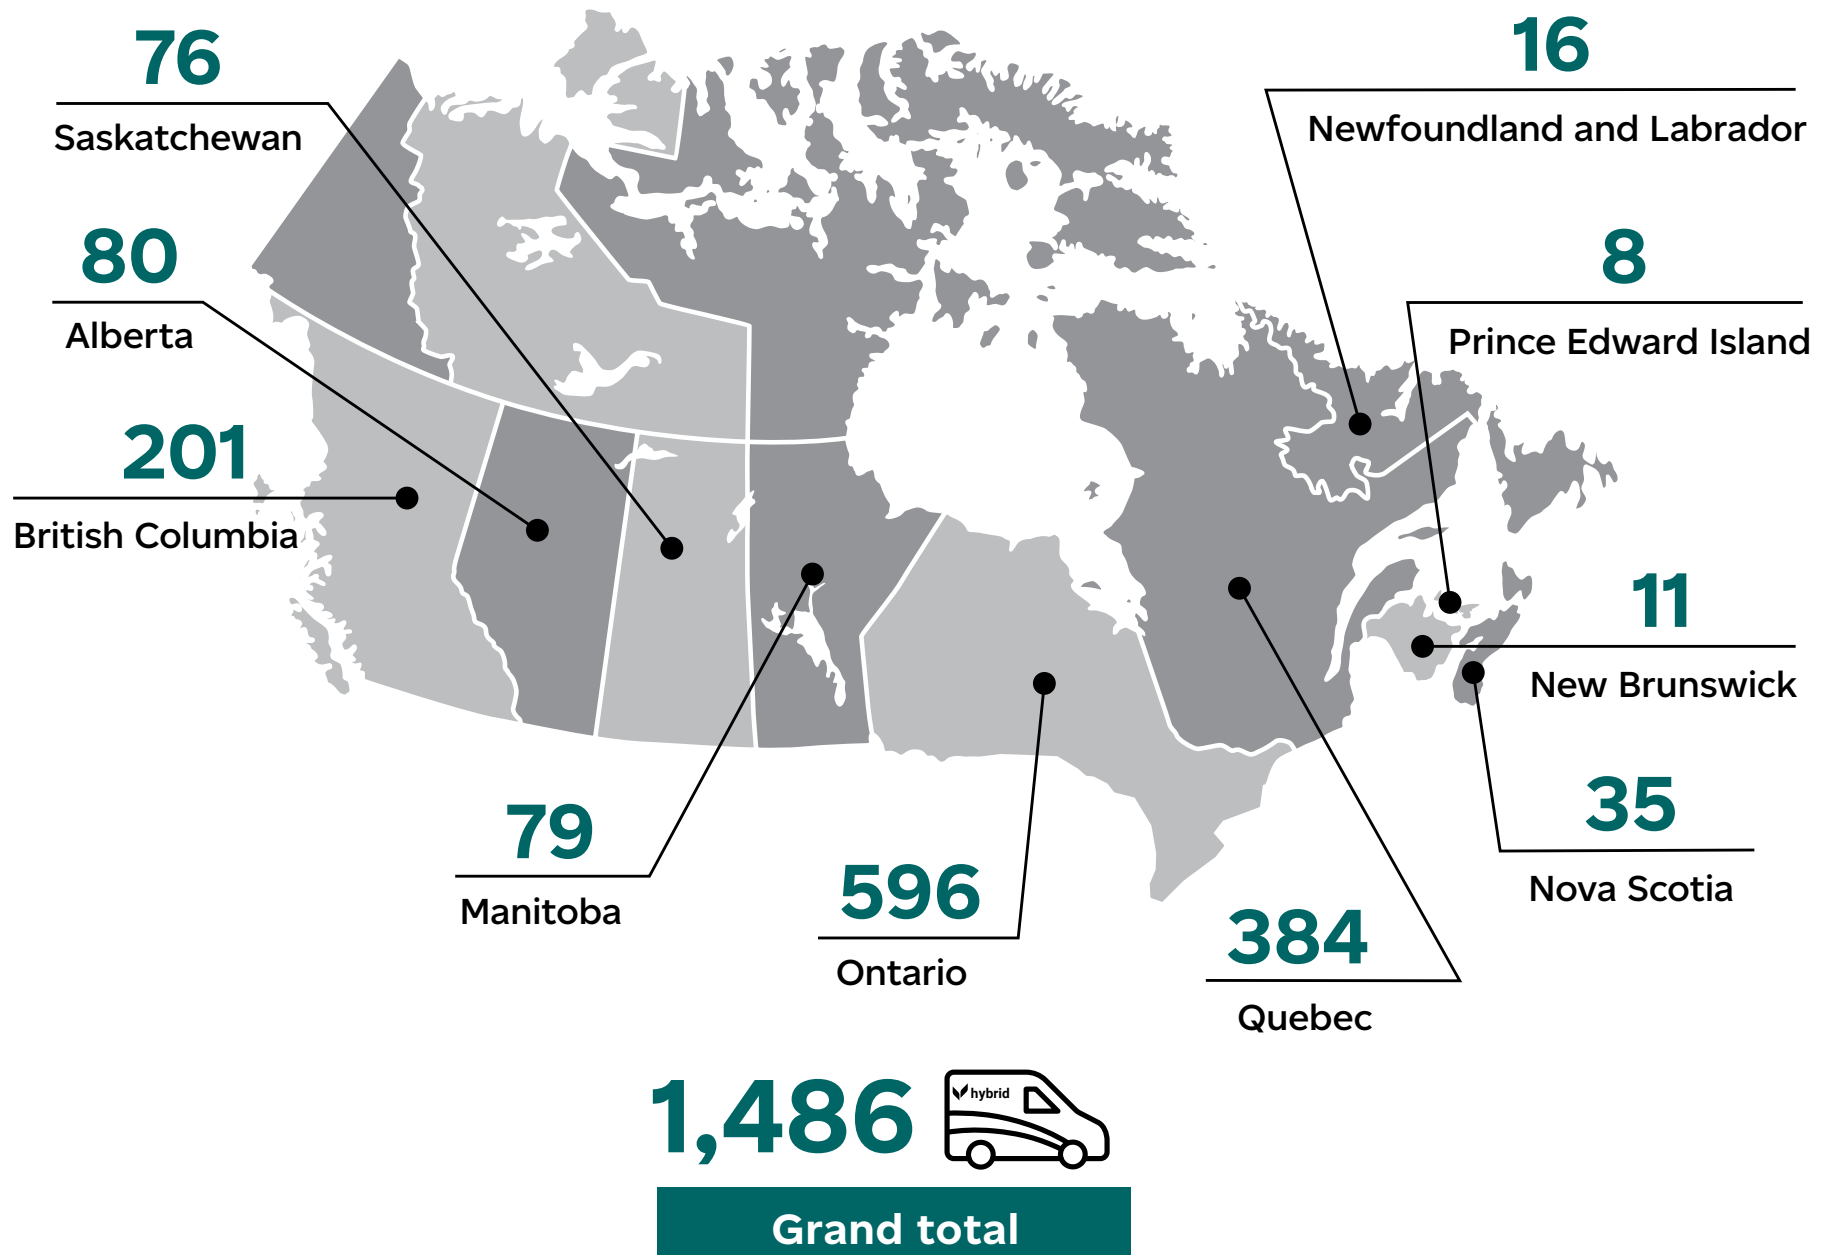 76
Saskatchewan
80
Alberta
201
British Columbia
79
Manitoba
596
Ontario
384
Quebec
16
Newfoundland and Labrador
8
Prince Edward Island
11
New Brunswick
35
Nova Scotia
1,486
hybrid
Grand total